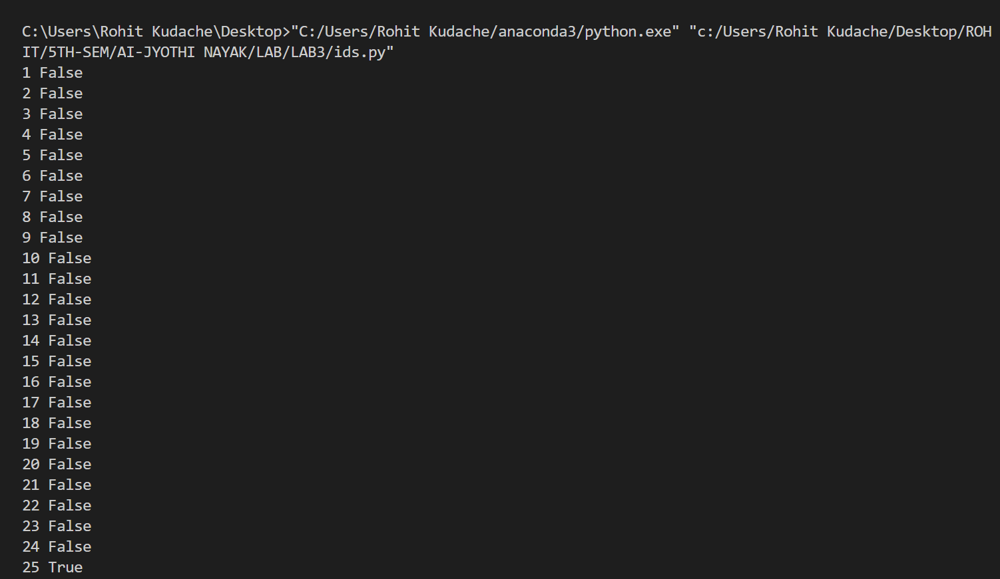 C:\Users\Rohit Kudache\Desktop>"C:/Users/Rohit Kudache/anaconda3/python.exe" "c:/Users/Rohit Kudache/Desktop/ROH
IT/5TH-SEM/AI-JYOTHI NAYAK/LAB/LAB3/ids.py"
1 False
2 False
3 False
4 False
5 False
6 False
7 False
8 False
9 False
10 False
11 False
12 False
13 False
14 False
15 False
16 False
17 False
18 False
19 False
20 False
21 False
22 False
23 False
24 False
25 True